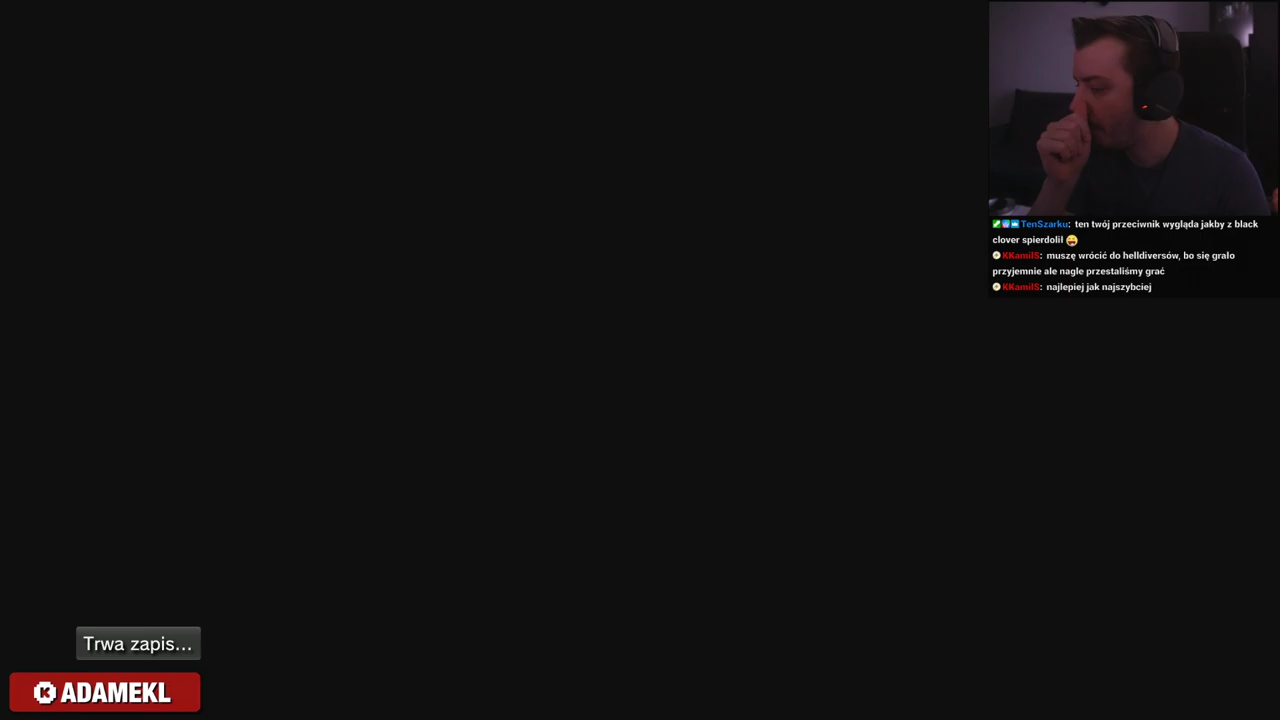 TenSzarku: ten twój przeciwnik wygląda jakby z black
clover spierdolił
KKamilS: muszę wrócić do helldiversów, bo się grało
przyjemnie ale nagle przestaliśmy grać
KKamilS: najlepiej jak najszybciej
Trwa zapis...
K ADAMEKL